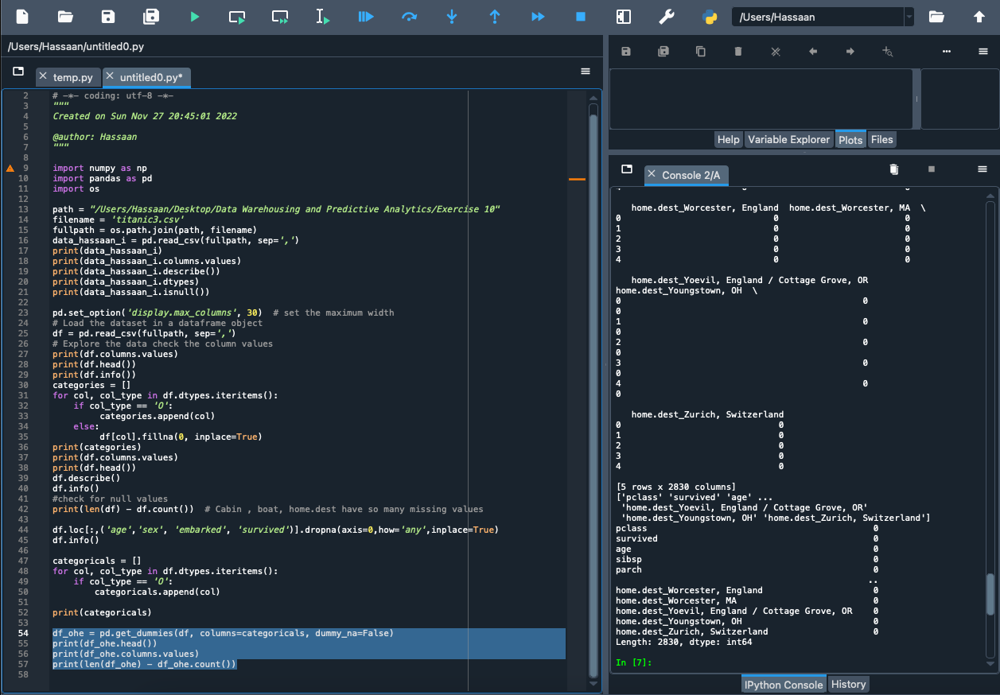 /Users/Hassaan
/Users/Hassaan/untitled0.py
temp.py
untitled0.py*
2 # -*- coding: utf-8 -*-
3 """
4 Created on Sun Nov 27 20:45:01 2022
5
6 @author: Hassaan
7 """
8
9 import numpy as np
10 import pandas as pd
11 import os
12
13 path = "/Users/Hassaan/Desktop/Data Warehousing and Predictive Analytics/Exercise 10"
14 filename = 'titanic3.csv'
15 fullpath = os.path.join(path, filename)
16 data_hassaan_i = pd.read_csv(fullpath, sep=',')
17 print(data_hassaan_i)
18 print(data_hassaan_i.columns.values)
19 print(data_hassaan_i.describe())
20 print(data_hassaan_i.dtypes)
21 print(data_hassaan_i.isnull())
22
23 pd.set_option('display.max_columns', 30)  # set the maximum width
24 # Load the dataset in a dataframe object
25 df = pd.read_csv(fullpath, sep=',')
26 # Explore the data check the column values
27 print(df.columns.values)
28 print(df.head())
29 print(df.info())
30 categories = []
31 for col, col_type in df.dtypes.iteritems():
32     if col_type == 'O':
33          categories.append(col)
34     else:
35          df[col].fillna(0, inplace=True)
36 print(categories)
37 print(df.columns.values)
38 print(df.head())
39 df.describe()
40 df.info()
41 #check for null values
42 print(len(df) - df.count())  # Cabin , boat, home.dest have so many missing values
43
44 df.loc[:,('age','sex', 'embarked', 'survived')].dropna(axis=0,how='any',inplace=True)
45 df.info()
46
47 categoricals = []
48 for col, col_type in df.dtypes.iteritems():
49     if col_type == 'O':
50         categoricals.append(col)
51
52 print(categoricals)
53
54 df_ohe = pd.get_dummies(df, columns=categoricals, dummy_na=False)
55 print(df_ohe.head())
56 print(df_ohe.columns.values)
57 print(len(df_ohe) - df_ohe.count())
58
Help
Variable Explorer
Plots
Files
Console 2/A
home.dest_Worcester, England  home.dest_Worcester, MA  \
0 0 0
1 0 0
2 0 0
3 0 0
4 0 0
home.dest_Yoevil, England / Cottage Grove, OR
home.dest_Youngstown, OH  \
0 0
0
1 0
0
2 0
0
3 0
0
4 0
0
home.dest_Zurich, Switzerland
0 0
1 0
2 0
3 0
4 0
[5 rows x 2830 columns]
['pclass' 'survived' 'age' ...
'home.dest_Yoevil, England / Cottage Grove, OR'
'home.dest_Youngstown, OH' 'home.dest_Zurich, Switzerland']
pclass 0
survived 0
age 0
sibsp 0
parch 0
..
home.dest_Worcester, England 0
home.dest_Worcester, MA 0
home.dest_Yoevil, England / Cottage Grove, OR 0
home.dest_Youngstown, OH 0
home.dest_Zurich, Switzerland 0
Length: 2830, dtype: int64
In [7]:
IPython Console
History